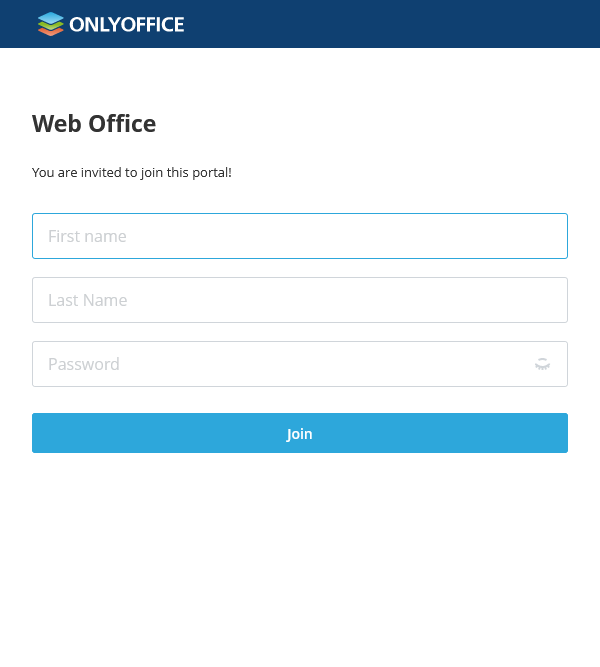 ONLYOFFICE
Web Office
You are invited to join this portal!
First name
Last Name
Password
Join